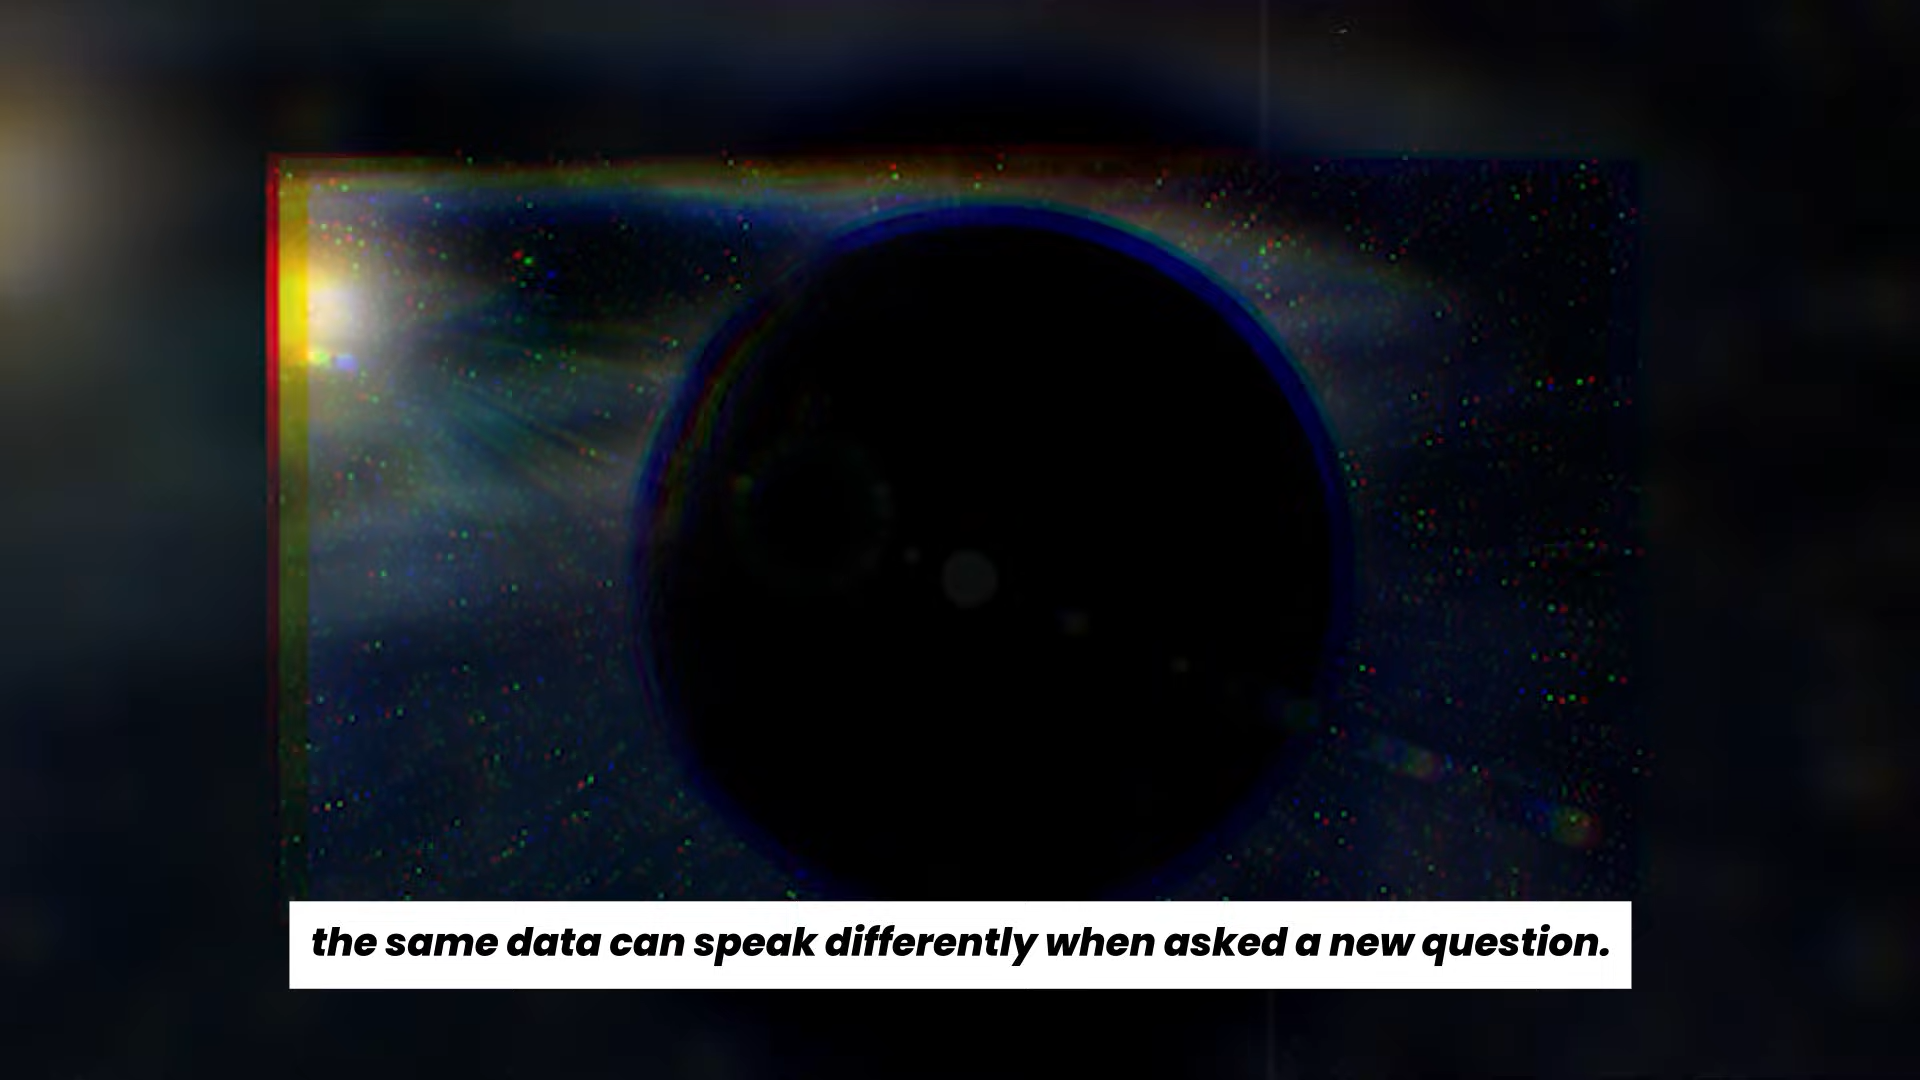 the same data can speak differently when asked a new question.